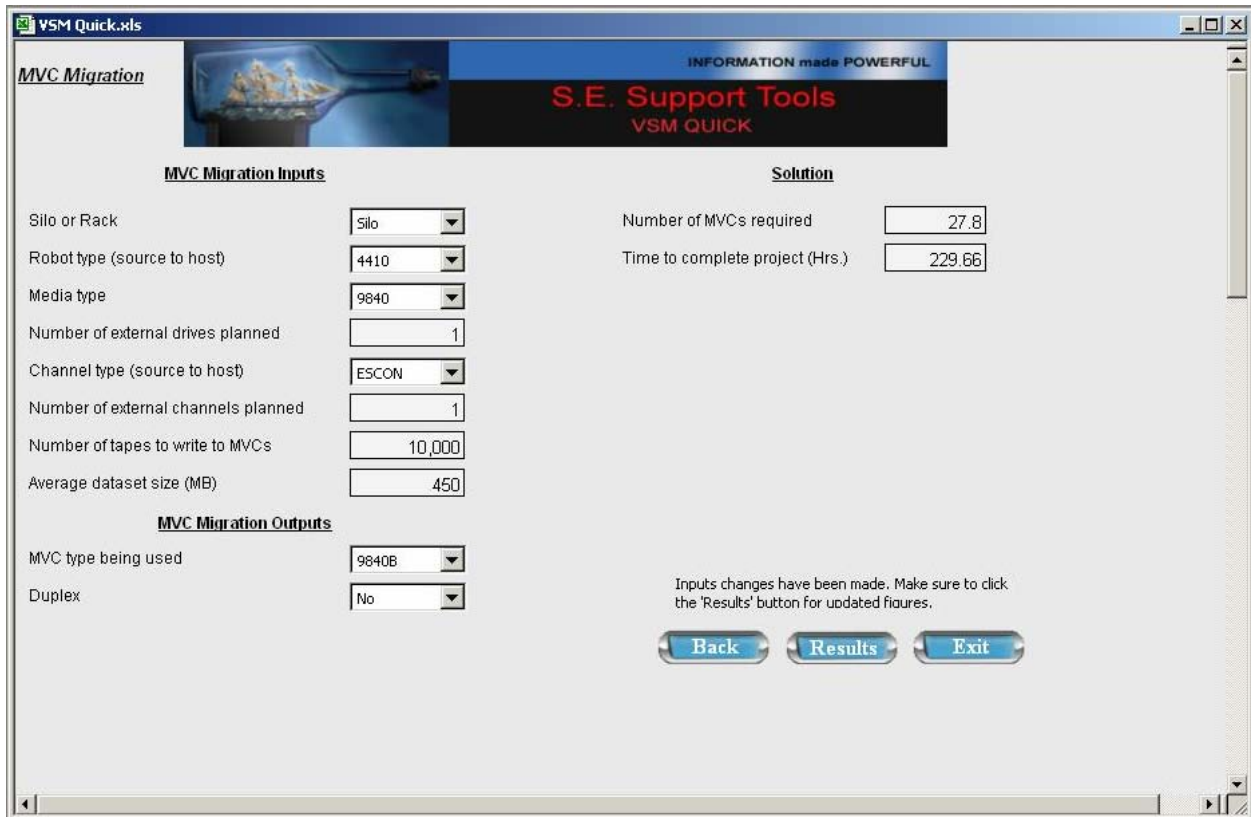 VSM Quick.xls
MVC Migration
INFORMATION made POWERFUL
S.E. Support Tools
VSM QUICK
MVC Migration Inputs
Silo or Rack Silo
Robot type (source to host) 4410
Media type 9840
Number of external drives planned 1
Channel type (source to host) ESCON
Number of external channels planned 1
Number of tapes to write to MVCs 10,000
Average dataset size (MB) 450
MVC Migration Outputs
MVC type being used 9840B
Duplex No
Solution
Number of MVCs required 27.8
Time to complete project (Hrs.) 229.66
Inputs changes have been made. Make sure to click
the 'Results' button for updated figures.
Back Results Exit